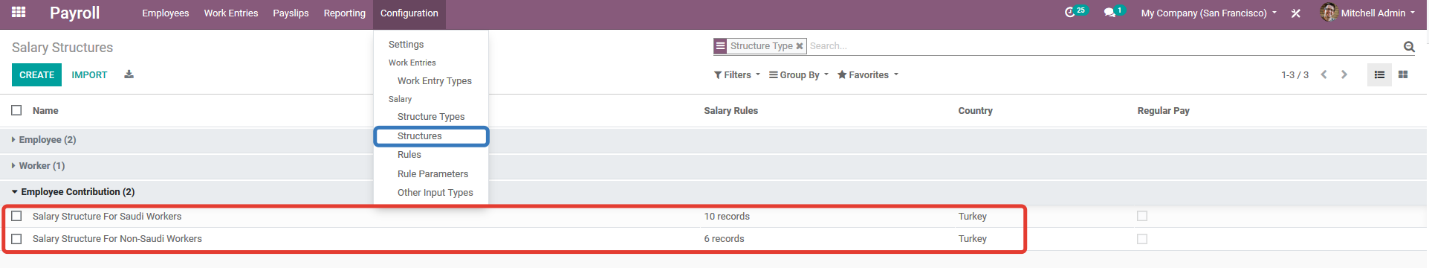 Payroll Employees Work Entries Payslips Reporting Configuration 25 1 My Company (San Francisco) Mitchell Admin
Salary Structures Settings Structure Type Search...
Work Entries
CREATE IMPORT Work Entry Types Filters Group By Favorites 1-3 / 3
Salary
Name Structure Types Salary Rules Country Regular Pay
Employee (2) Structures
Rules
Worker (1)
Rule Parameters
Employee Contribution (2) Other Input Types
Salary Structure For Saudi Workers 10 records Turkey
Salary Structure For Non-Saudi Workers 6 records Turkey